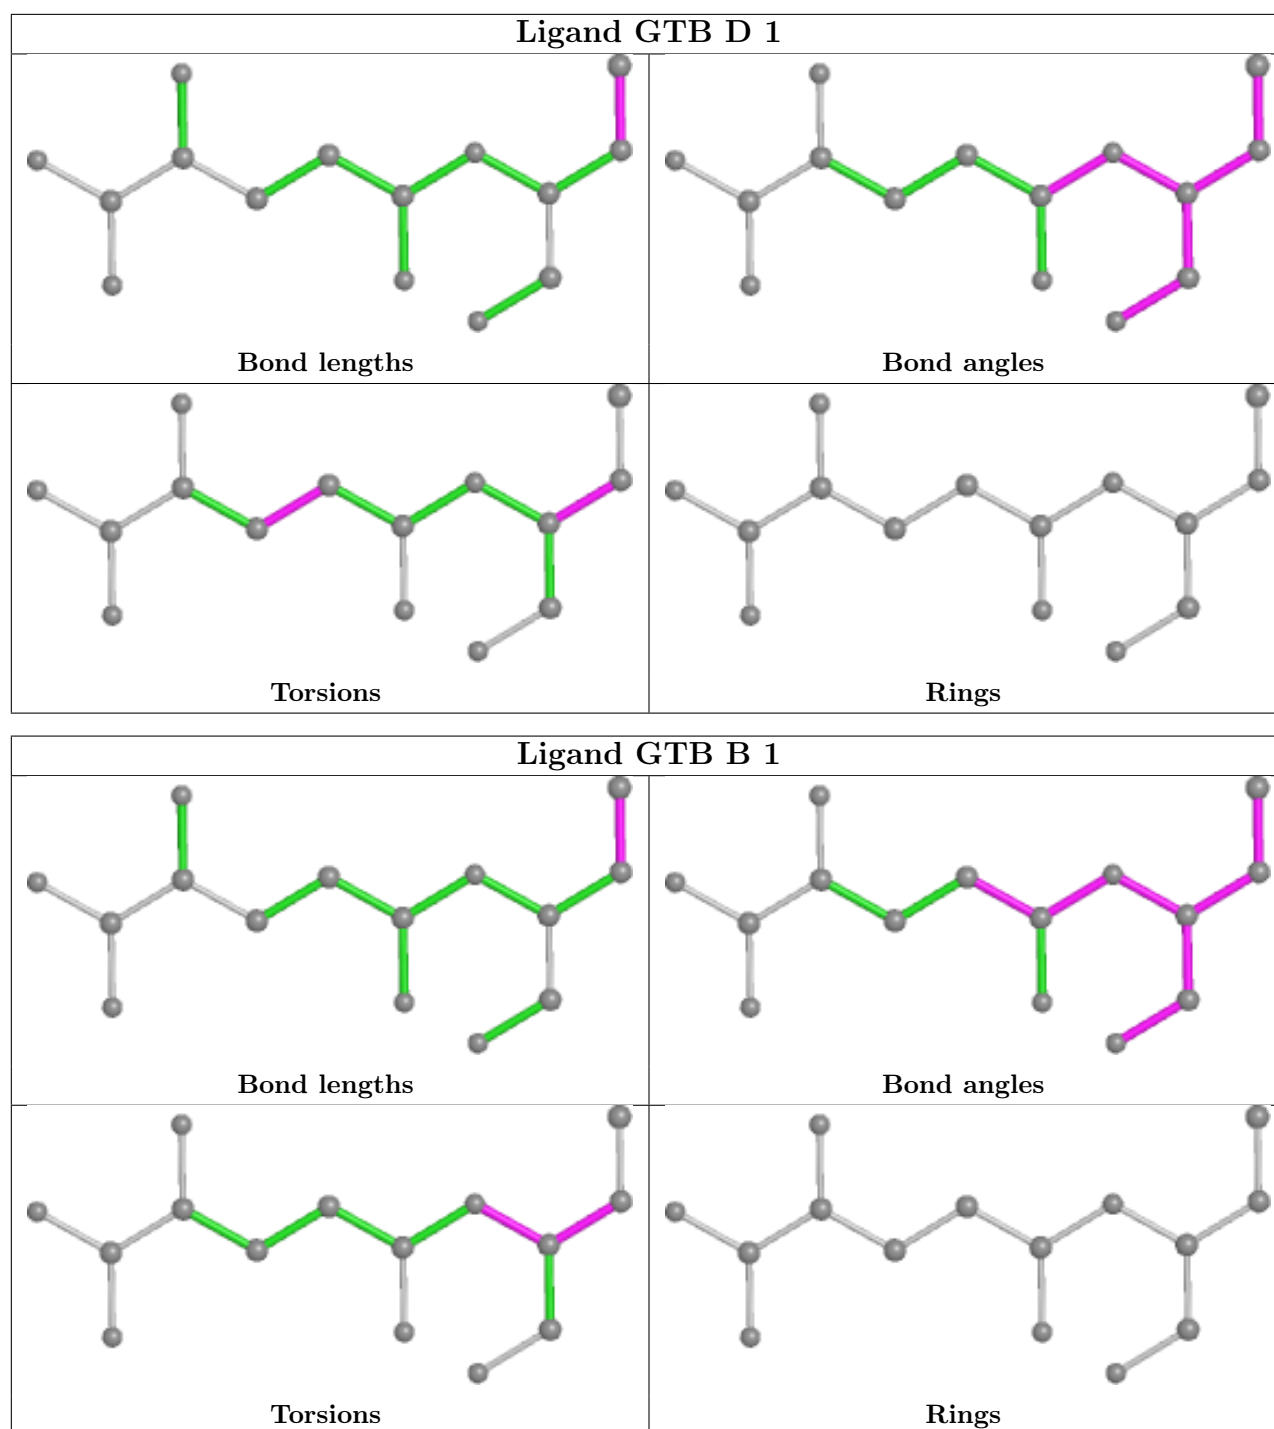 Ligand GTB D 1
Bond lengths
Bond angles
Torsions
Rings
Ligand GTB B 1
Bond lengths
Bond angles
Torsions
Rings